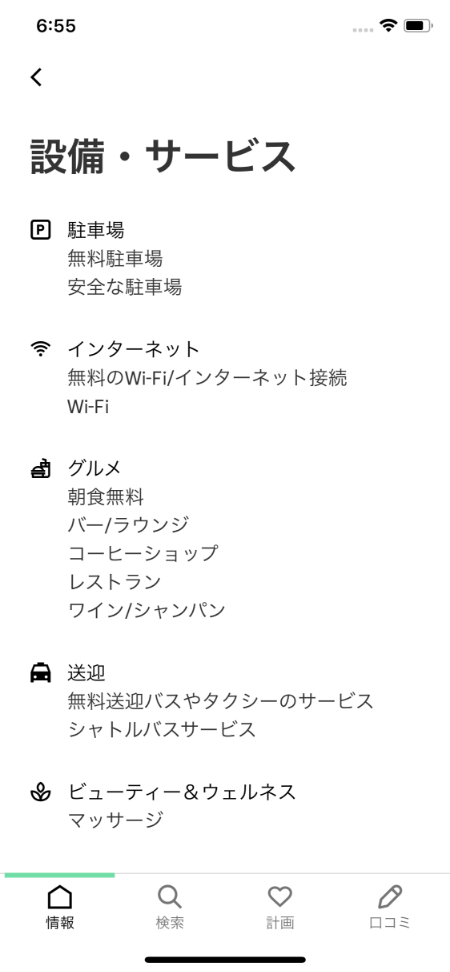 6:55
設備・サービス
P 駐車場
無料駐車場
安全な駐車場
インターネット
無料のWi-Fi/インターネット接続
Wi-Fi
グルメ
朝食無料
バー/ラウンジ
コーヒーショップ
レストラン
ワイン/シャンパン
送迎
無料送迎バスやタクシーのサービス
シャトルバスサービス
ビューティー＆ウェルネス
マッサージ
情報 検索 計画 口コミ